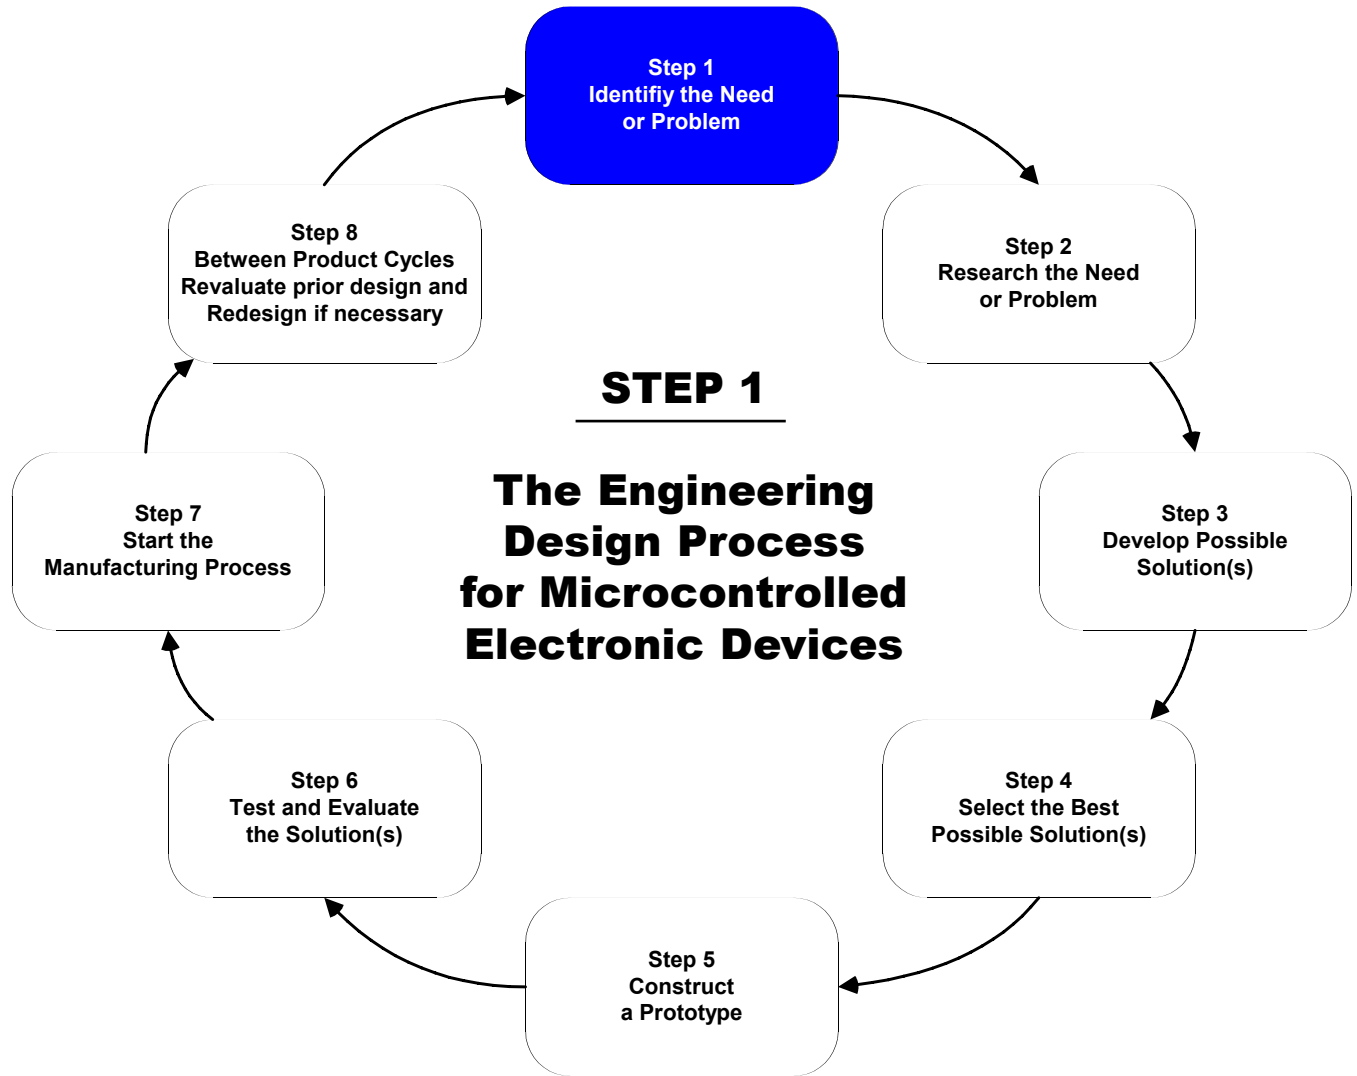 Step 1
Identifiy the Need
or Problem
Step 2
Research the Need
or Problem
Step 3
Develop Possible
Solution(s)
Step 4
Select the Best
Possible Solution(s)
Step 5
Construct
a Prototype
Step 6
Test and Evaluate
the Solution(s)
Step 7
Start the
Manufacturing Process
Step 8
Between Product Cycles
Revaluate prior design and
Redesign if necessary
STEP 1
The Engineering
Design Process
for Microcontrolled
Electronic Devices